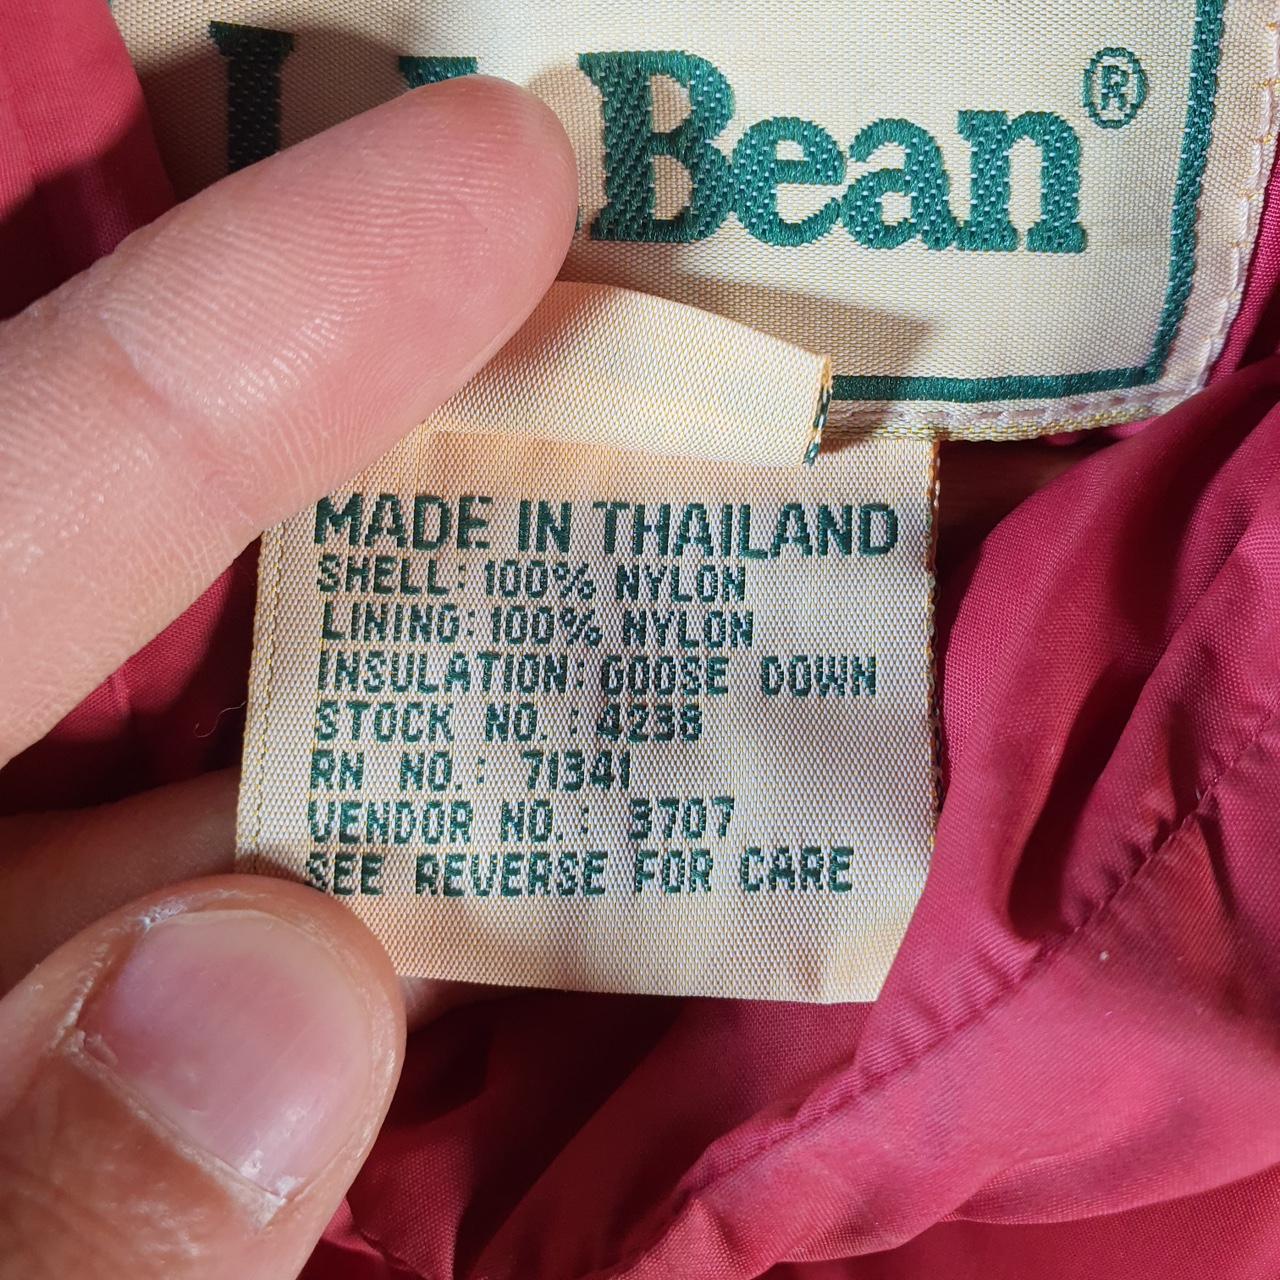 Bean®
MADE IN THAILAND
SHELL: 100% NYLON
LINING: 100% NYLON
INSULATION: GOOSE DOWN
STOCK NO.: 4238
RN NO.: 71341
VENDOR NO.: 3707
SEE REVERSE FOR CARE